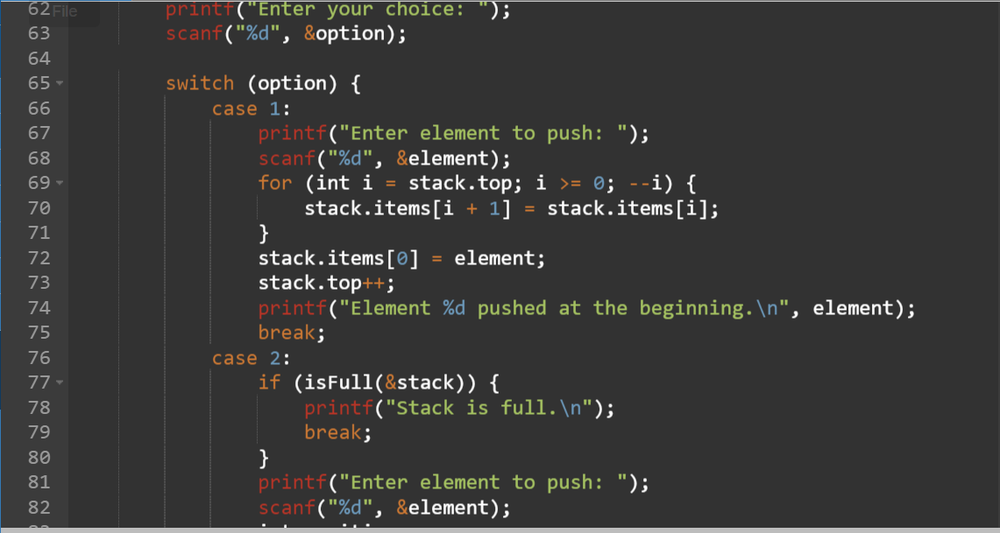 File
62 printf("Enter your choice: ");
63 scanf("%d", &option);
64
65 switch (option) {
66 case 1:
67 printf("Enter element to push: ");
68 scanf("%d", &element);
69 for (int i = stack.top; i >= 0; --i) {
70 stack.items[i + 1] = stack.items[i];
71 }
72 stack.items[0] = element;
73 stack.top++;
74 printf("Element %d pushed at the beginning.\n", element);
75 break;
76 case 2:
77 if (isFull(&stack)) {
78 printf("Stack is full.\n");
79 break;
80 }
81 printf("Enter element to push: ");
82 scanf("%d", &element);